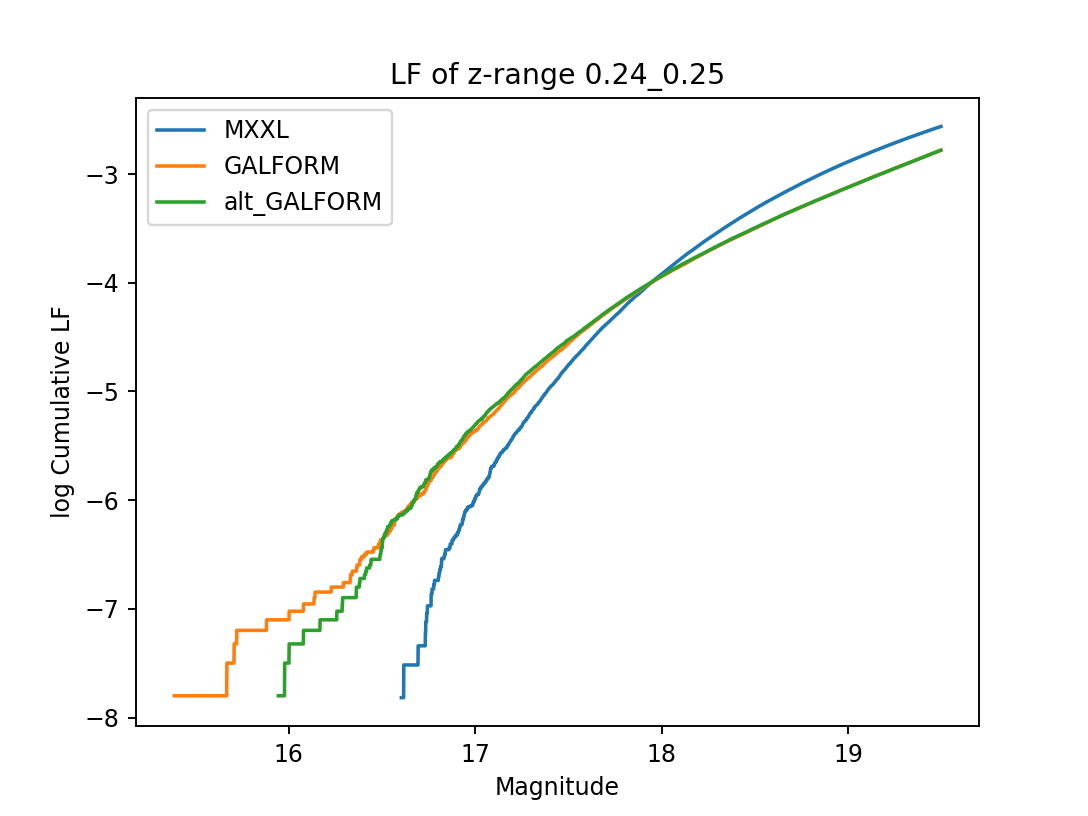 LF of z-range 0.24_0.25
MXXL
GALFORM
alt_GALFORM
log Cumulative LF
−3
−4
−5
−6
−7
−8
16 17 18 19
Magnitude